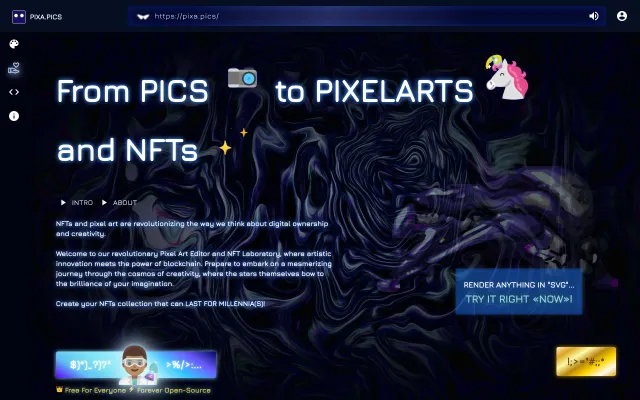 PIXA.PICS
https://pixa.pics/
From PICS to PIXELARTS
and NFTs
INTRO ABOUT
NFTs and pixel art are revolutionizing the way we think about digital ownership
and creativity.
Welcome to our revolutionary Pixel Art Editor and NFT Laboratory, where artistic
innovation meets the power of blockchain. Prepare to embark on a mesmerizing
journey through the cosmos of creativity, where the stars themselves bow to
the brilliance of your imagination.
Create your NFTs collection that can LAST FOR MILLENNIA(S)!
RENDER ANYTHING IN "SVG"...
TRY IT RIGHT «NOW»!
>%/>:...
Free For Everyone
Forever Open-Source